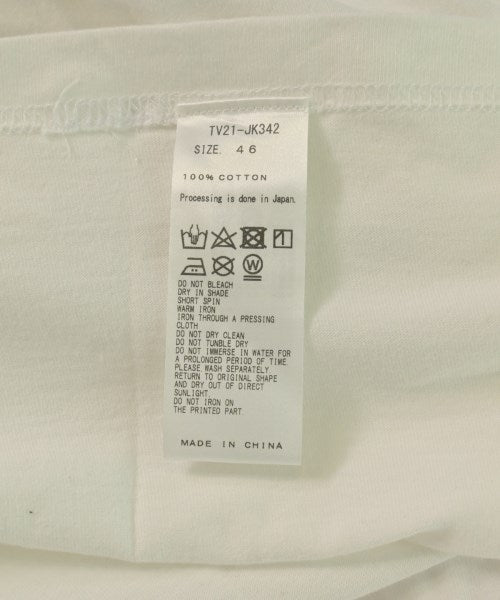 TV21-JK342
SIZE. 46
100% COTTON
Processing is done in Japan.
DO NOT BLEACH
DRY IN SHADE
SHORT SPIN
WARM IRON
IRON THROUGH A PRESSING
CLOTH
DO NOT DRY CLEAN
DO NOT TUNBLE DRY
DO NOT IMMERSE IN WATER FOR
A PROLONGED PERIOD OF TIME.
PLEASE WASH SEPARATELY
RETURN TO ORIGINAL SHAPE
AND DRY OUT OF DIRECT
SUNLIGHT.
DO NOT IRON ON
THE PRINTED PART
MADE IN CHINA